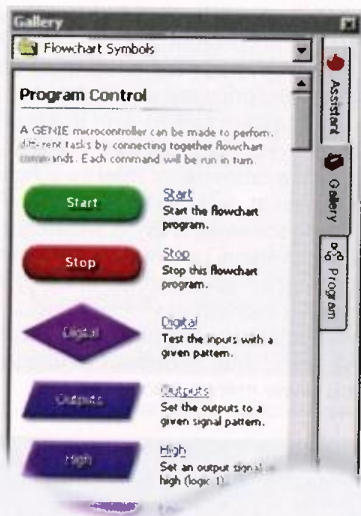 Gallery
Flowchart Symbols
Program Control
A GENIE microcontroller can be made to perform
different tasks by connecting together flowchart
commands. Each command will be run in turn.
Start
Start
Start the flowchart
program.
Stop
Stop
Stop this flowchart
program.
Digital
Digital
Test the inputs with a
given pattern.
Outputs
Outputs
Set the outputs to a
given signal pattern.
High
High
Set an output signal
high (logic 1).
Assistant
Gallery
Program